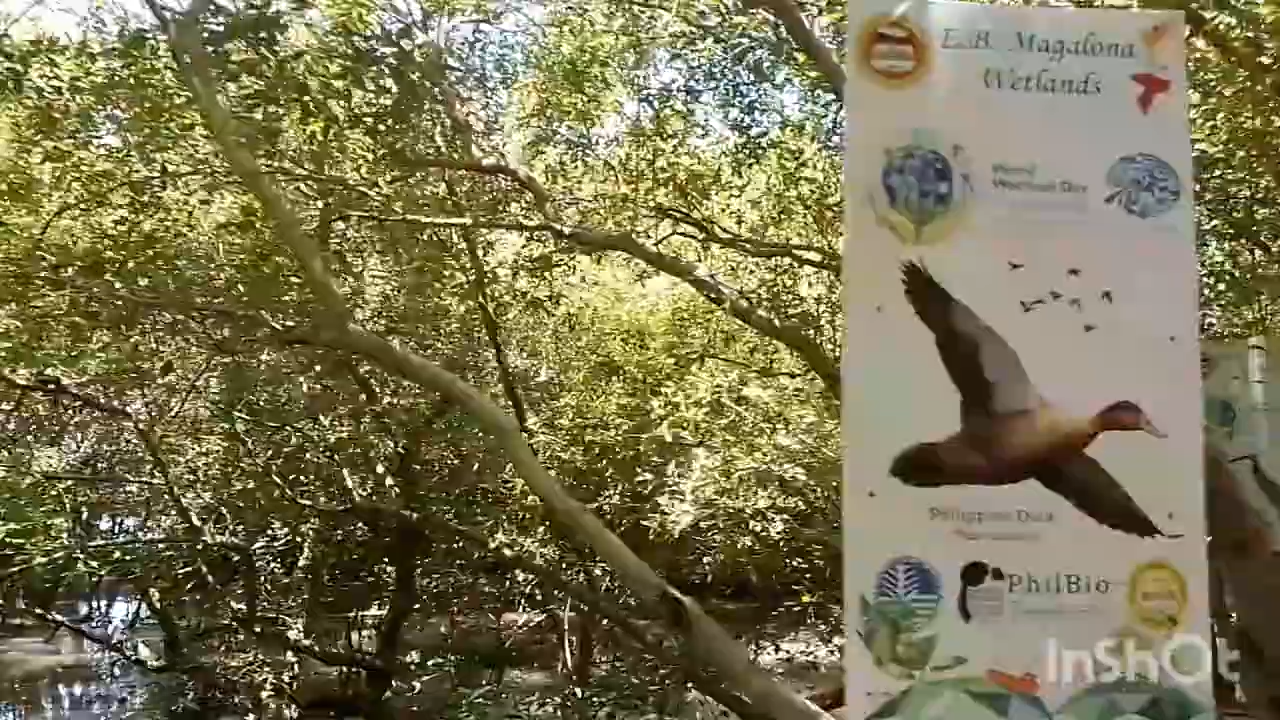 E.B. Magalona
Wetlands
World
Wetlands Day
Philippine Duck
PhilBio
InShOt